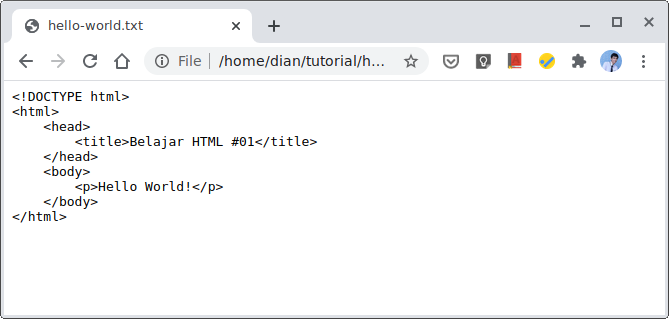 hello-world.txt
File /home/dian/tutorial/h...
<!DOCTYPE html>
<html>
    <head>
        <title>Belajar HTML #01</title>
    </head>
    <body>
        <p>Hello World!</p>
    </body>
</html>